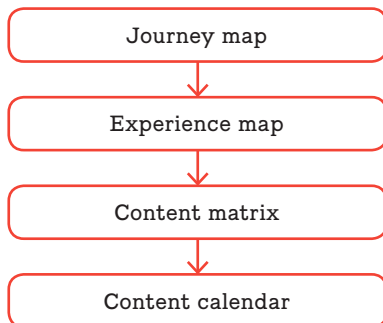 Journey map
Experience map
Content matrix
Content calendar